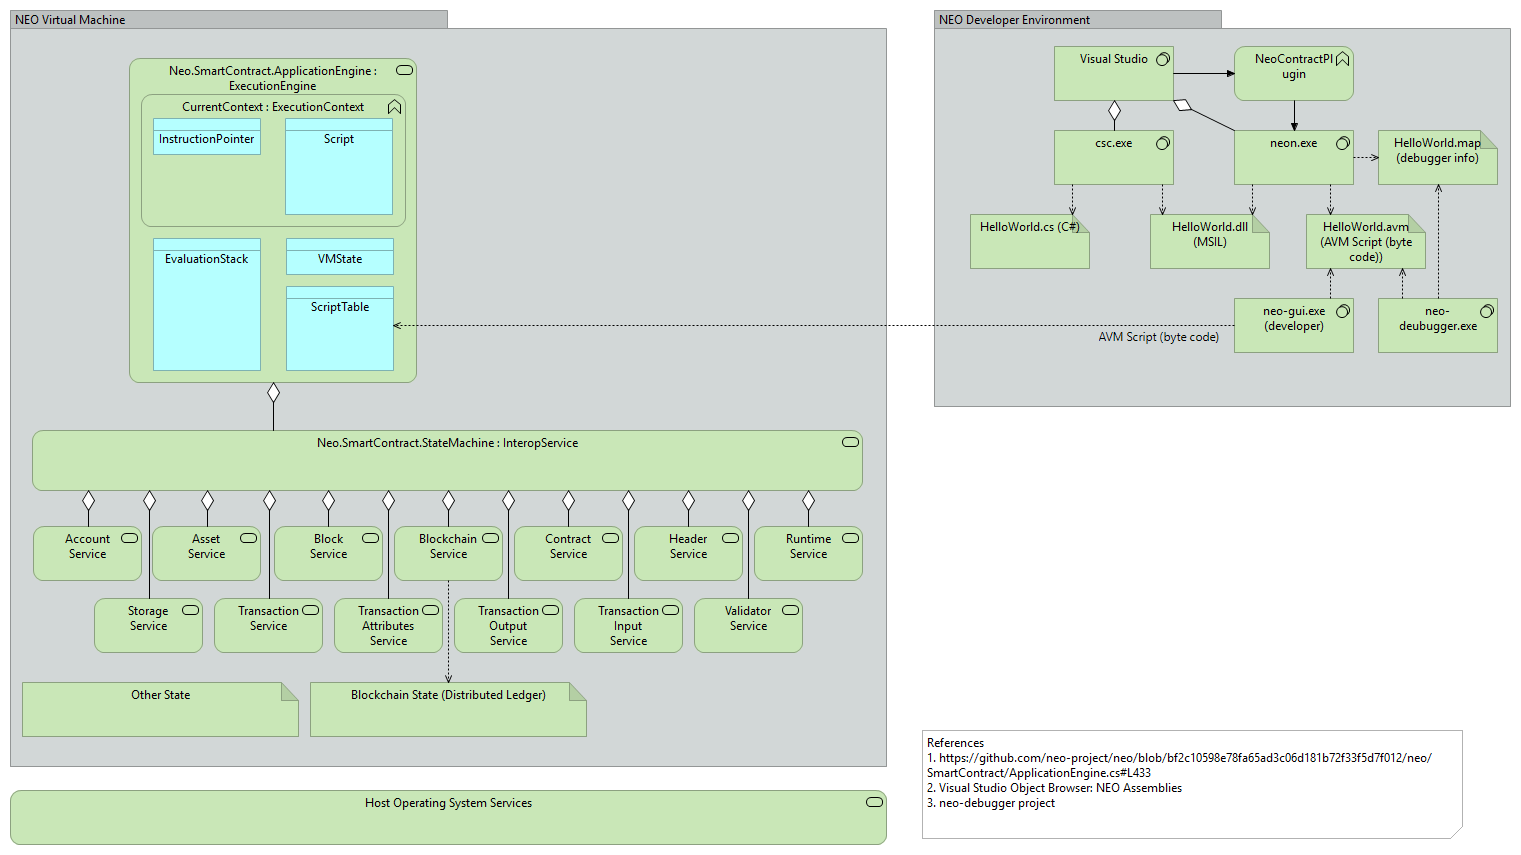 NEO Virtual Machine
Neo.SmartContract.ApplicationEngine :
ExecutionEngine
CurrentContext : ExecutionContext
InstructionPointer
Script
EvaluationStack
VMState
ScriptTable
Neo.SmartContract.StateMachine : InteropService
Account
Service
Asset
Service
Block
Service
Blockchain
Service
Contract
Service
Header
Service
Runtime
Service
Storage
Service
Transaction
Service
Transaction
Attributes
Service
Transaction
Output
Service
Transaction
Input
Service
Validator
Service
Other State
Blockchain State (Distributed Ledger)
Host Operating System Services
NEO Developer Environment
Visual Studio
NeoContractPl
ugin
csc.exe
neon.exe
HelloWorld.map
(debugger info)
HelloWorld.cs (C#)
HelloWorld.dll
(MSIL)
HelloWorld.avm
(AVM Script (byte
code))
neo-gui.exe
(developer)
neo-
deubugger.exe
AVM Script (byte code)
References
1. https://github.com/neo-project/neo/blob/bf2c10598e78fa65ad3c06d181b72f33f5d7f012/neo/
SmartContract/ApplicationEngine.cs#L433
2. Visual Studio Object Browser: NEO Assemblies
3. neo-debugger project